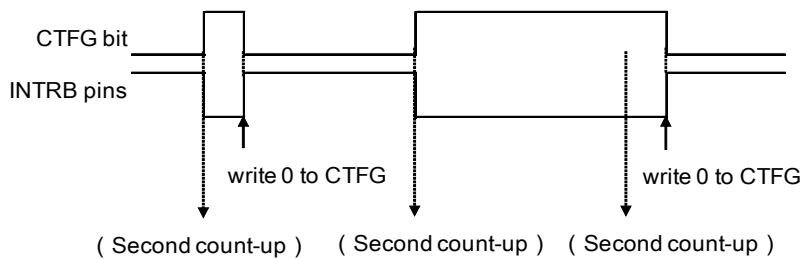 CTFG bit
INTRB pins
write 0 to CTFG
write 0 to CTFG
( Second count-up )
( Second count-up )
( Second count-up )